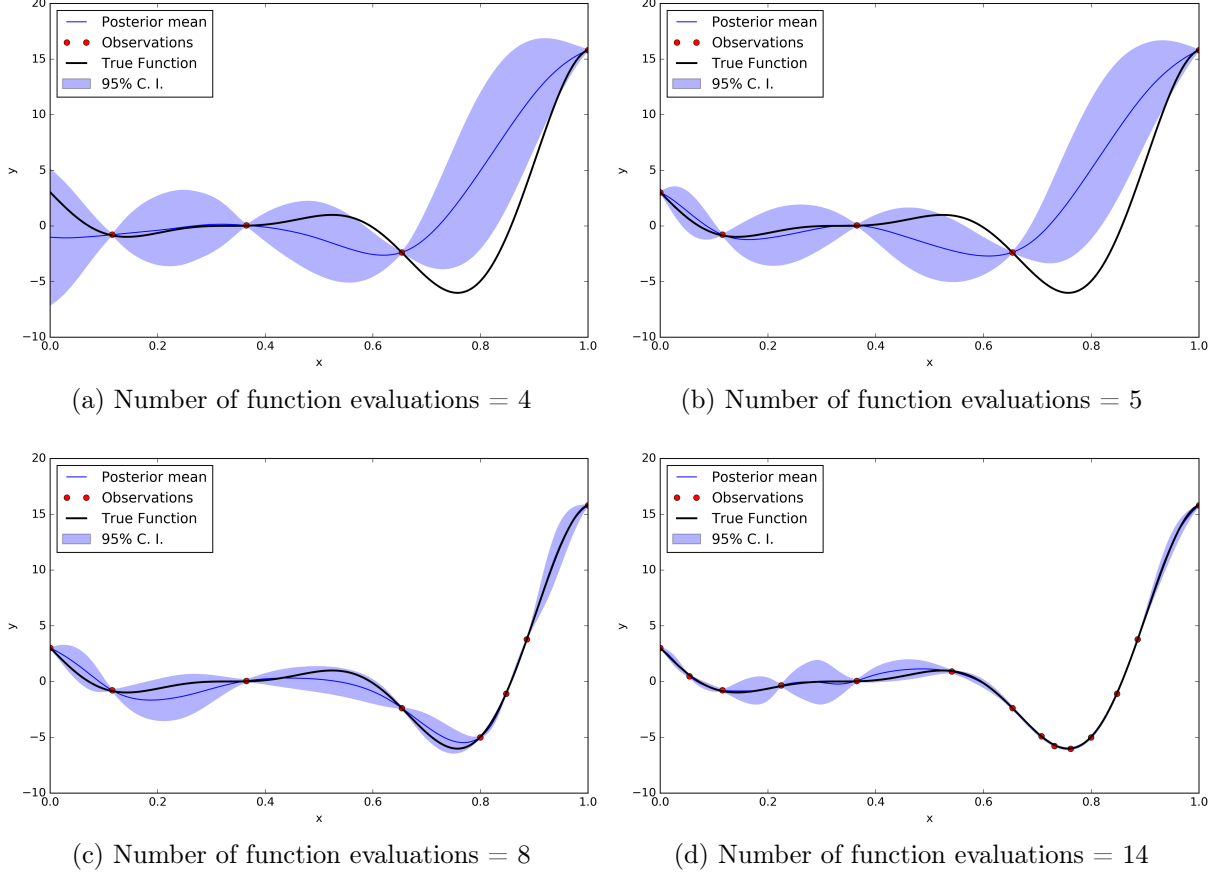 20
15
10
5
0
−5
−10
y
Posterior mean
Observations
True Function
95% C. I.
0.0 0.2 0.4 0.6 0.8 1.0
x
(a) Number of function evaluations = 4
20
15
10
5
0
−5
−10
y
Posterior mean
Observations
True Function
95% C. I.
0.0 0.2 0.4 0.6 0.8 1.0
x
(b) Number of function evaluations = 5
20
15
10
5
0
−5
−10
y
Posterior mean
Observations
True Function
95% C. I.
0.0 0.2 0.4 0.6 0.8 1.0
x
(c) Number of function evaluations = 8
20
15
10
5
0
−5
−10
y
Posterior mean
Observations
True Function
95% C. I.
0.0 0.2 0.4 0.6 0.8 1.0
x
(d) Number of function evaluations = 14